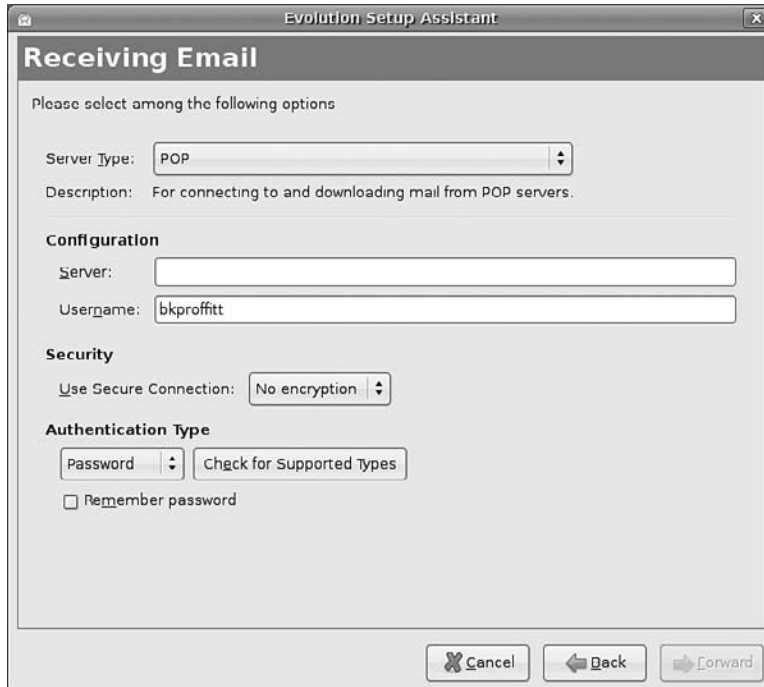 Evolution Setup Assistant
Receiving Email
Please select among the following options
Server Type: POP
Description: For connecting to and downloading mail from POP servers.
Configuration
Server:
Username: bkproffitt
Security
Use Secure Connection: No encryption
Authentication Type
Password Check for Supported Types
Remember password
Cancel Back Forward